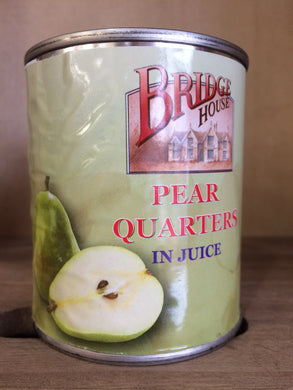 BRIDGE
HOUSE
PEAR
QUARTERS
IN JUICE